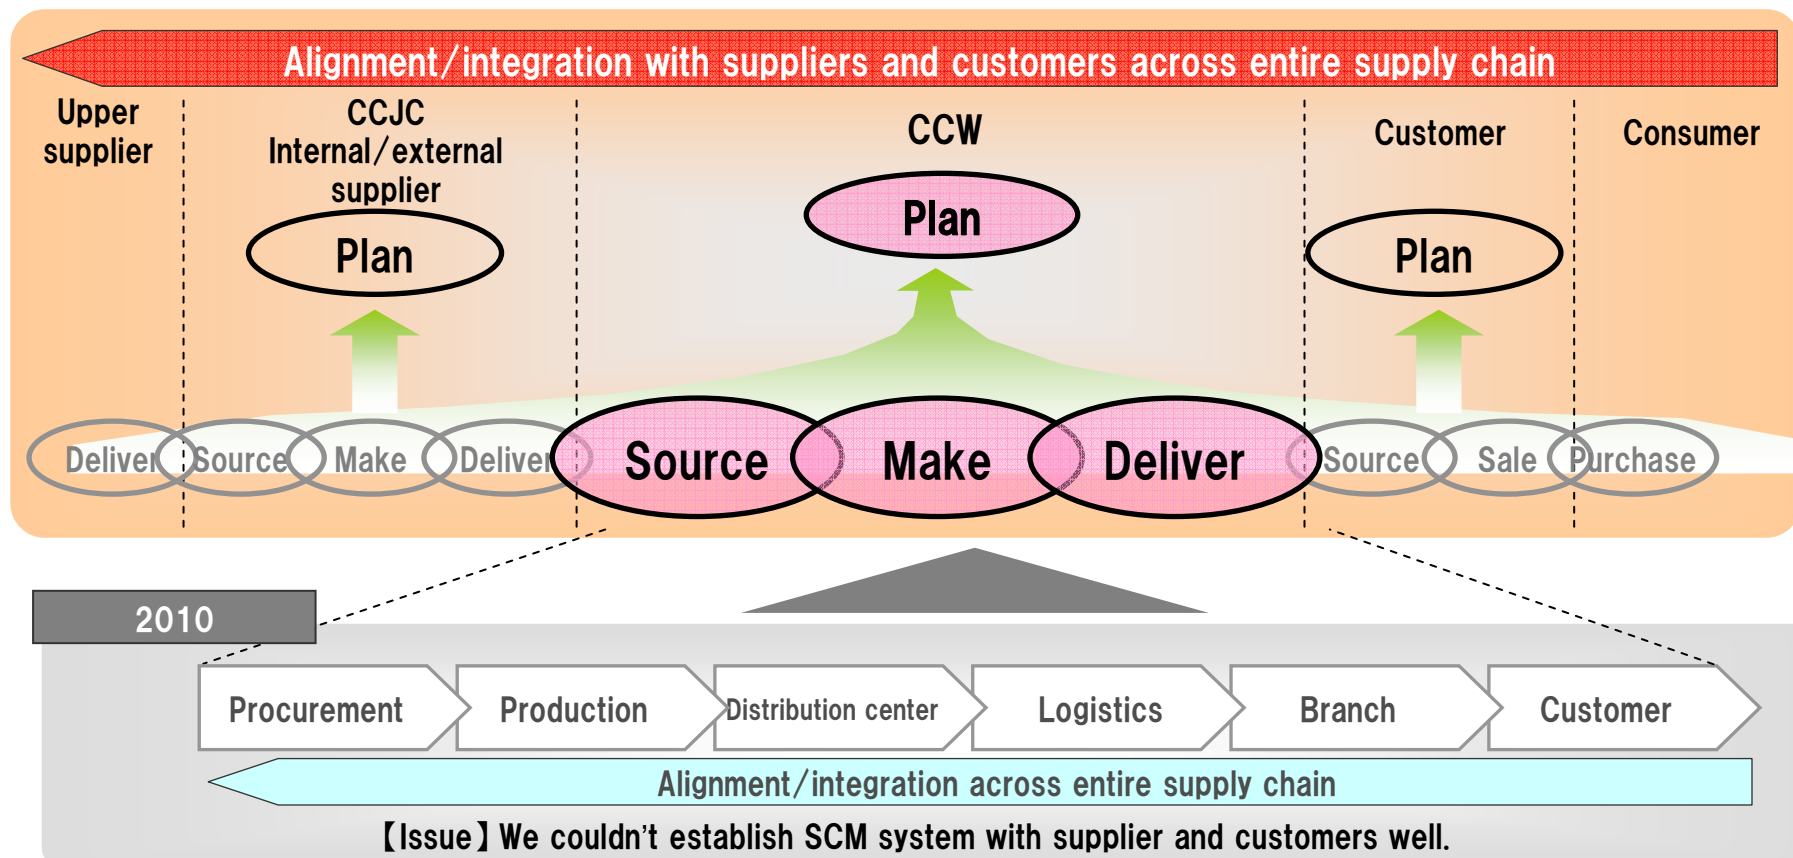 Alignment/integration with suppliers and customers across entire supply chain
Upper
supplier
CCJC
Internal/external
supplier
CCW
Customer
Consumer
Plan
Plan
Plan
Deliver
Source
Make
Deliver
Source
Make
Deliver
Source
Sale
Purchase
2010
Procurement
Production
Distribution center
Logistics
Branch
Customer
Alignment/integration across entire supply chain
【Issue】We couldn't establish SCM system with supplier and customers well.